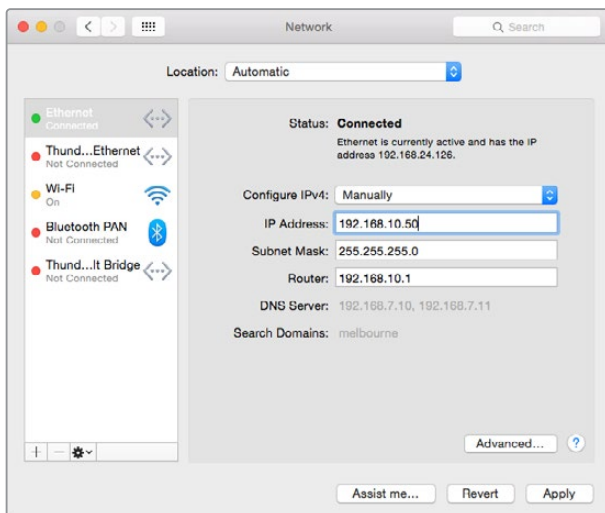 Network
Search
Location: Automatic
Ethernet
Connected
Thund...Ethernet
Not Connected
Wi-Fi
On
Bluetooth PAN
Not Connected
Thund...lt Bridge
Not Connected
Status: Connected
Ethernet is currently active and has the IP
address 192.168.24.126.
Configure IPv4: Manually
IP Address: 192.168.10.50
Subnet Mask: 255.255.255.0
Router: 192.168.10.1
DNS Server: 192.168.7.10, 192.168.7.11
Search Domains: melbourne
Advanced... ?
Assist me... Revert Apply